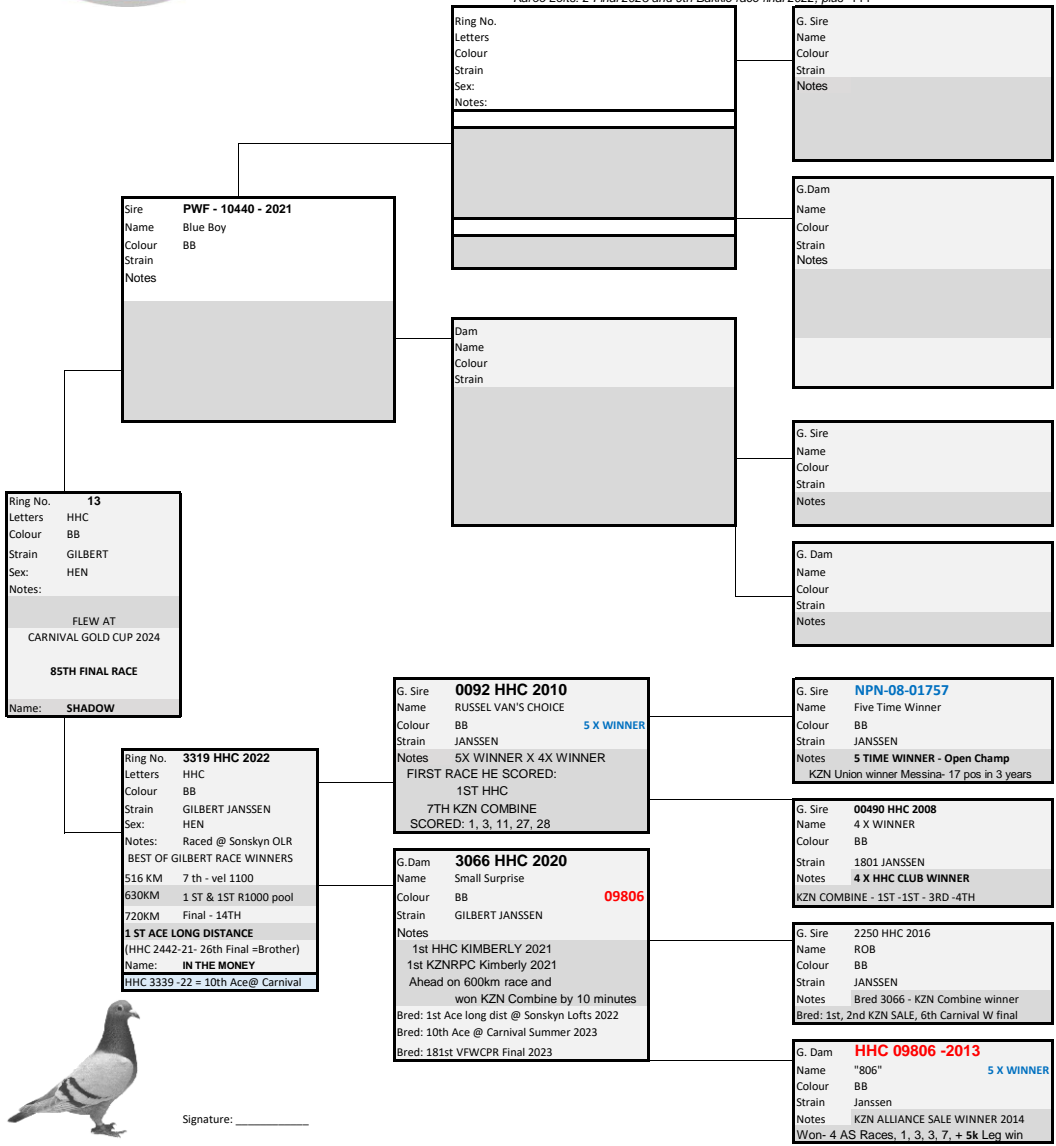 Ring No.
Letters
Colour
Strain
Sex:
Notes:
G. Sire
Name
Colour
Strain
Notes
G.Dam
Name
Colour
Strain
Notes
Sire PWF - 10440 - 2021
Name Blue Boy
Colour BB
Strain
Notes
Dam
Name
Colour
Strain
G. Sire
Name
Colour
Strain
Notes
G. Dam
Name
Colour
Strain
Notes
Ring No. 13
Letters HHC
Colour BB
Strain GILBERT
Sex: HEN
Notes:
FLEW AT
CARNIVAL GOLD CUP 2024
85TH FINAL RACE
Name: SHADOW
G. Sire 0092 HHC 2010
Name RUSSEL VAN'S CHOICE
Colour BB 5 X WINNER
Strain JANSSEN
Notes 5X WINNER X 4X WINNER
FIRST RACE HE SCORED:
1ST HHC
7TH KZN COMBINE
SCORED: 1, 3, 11, 27, 28
G. Sire NPN-08-01757
Name Five Time Winner
Colour BB
Strain JANSSEN
Notes 5 TIME WINNER - Open Champ
KZN Union winner Messina- 17 pos in 3 years
Ring No. 3319 HHC 2022
Letters HHC
Colour BB
Strain GILBERT JANSSEN
Sex: HEN
Notes: Raced @ Sonskyn OLR
BEST OF GILBERT RACE WINNERS
516 KM 7 th - vel 1100
630KM 1 ST & 1ST R1000 pool
720KM Final - 14TH
1 ST ACE LONG DISTANCE
(HHC 2442-21- 26th Final =Brother)
Name: IN THE MONEY
HHC 3339 -22 = 10th Ace@ Carnival
G. Sire 00490 HHC 2008
Name 4 X WINNER
Colour BB
Strain 1801 JANSSEN
Notes 4 X HHC CLUB WINNER
KZN COMBINE - 1ST -1ST - 3RD -4TH
G.Dam 3066 HHC 2020
Name Small Surprise
Colour BB 09806
Strain GILBERT JANSSEN
Notes
1st HHC KIMBERLY 2021
1st KZNRPC Kimberly 2021
Ahead on 600km race and
won KZN Combine by 10 minutes
Bred: 1st Ace long dist @ Sonskyn Lofts 2022
Bred: 10th Ace @ Carnival Summer 2023
Bred: 181st VFWCPR Final 2023
G. Sire 2250 HHC 2016
Name ROB
Colour BB
Strain JANSSEN
Notes Bred 3066 - KZN Combine winner
Bred: 1st, 2nd KZN SALE, 6th Carnival W final
G. Dam HHC 09806 -2013
Name "806" 5 X WINNER
Colour BB
Strain Janssen
Notes KZN ALLIANCE SALE WINNER 2014
Won- 4 AS Races, 1, 3, 3, 7, + 5k Leg win
Signature: ____________